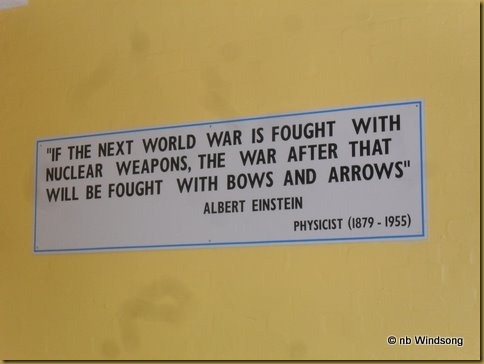 "IF THE NEXT WORLD WAR IS FOUGHT WITH
NUCLEAR WEAPONS, THE WAR AFTER THAT
WILL BE FOUGHT WITH BOWS AND ARROWS"
ALBERT EINSTEIN
PHYSICIST (1879 - 1955)
© nb Windsong